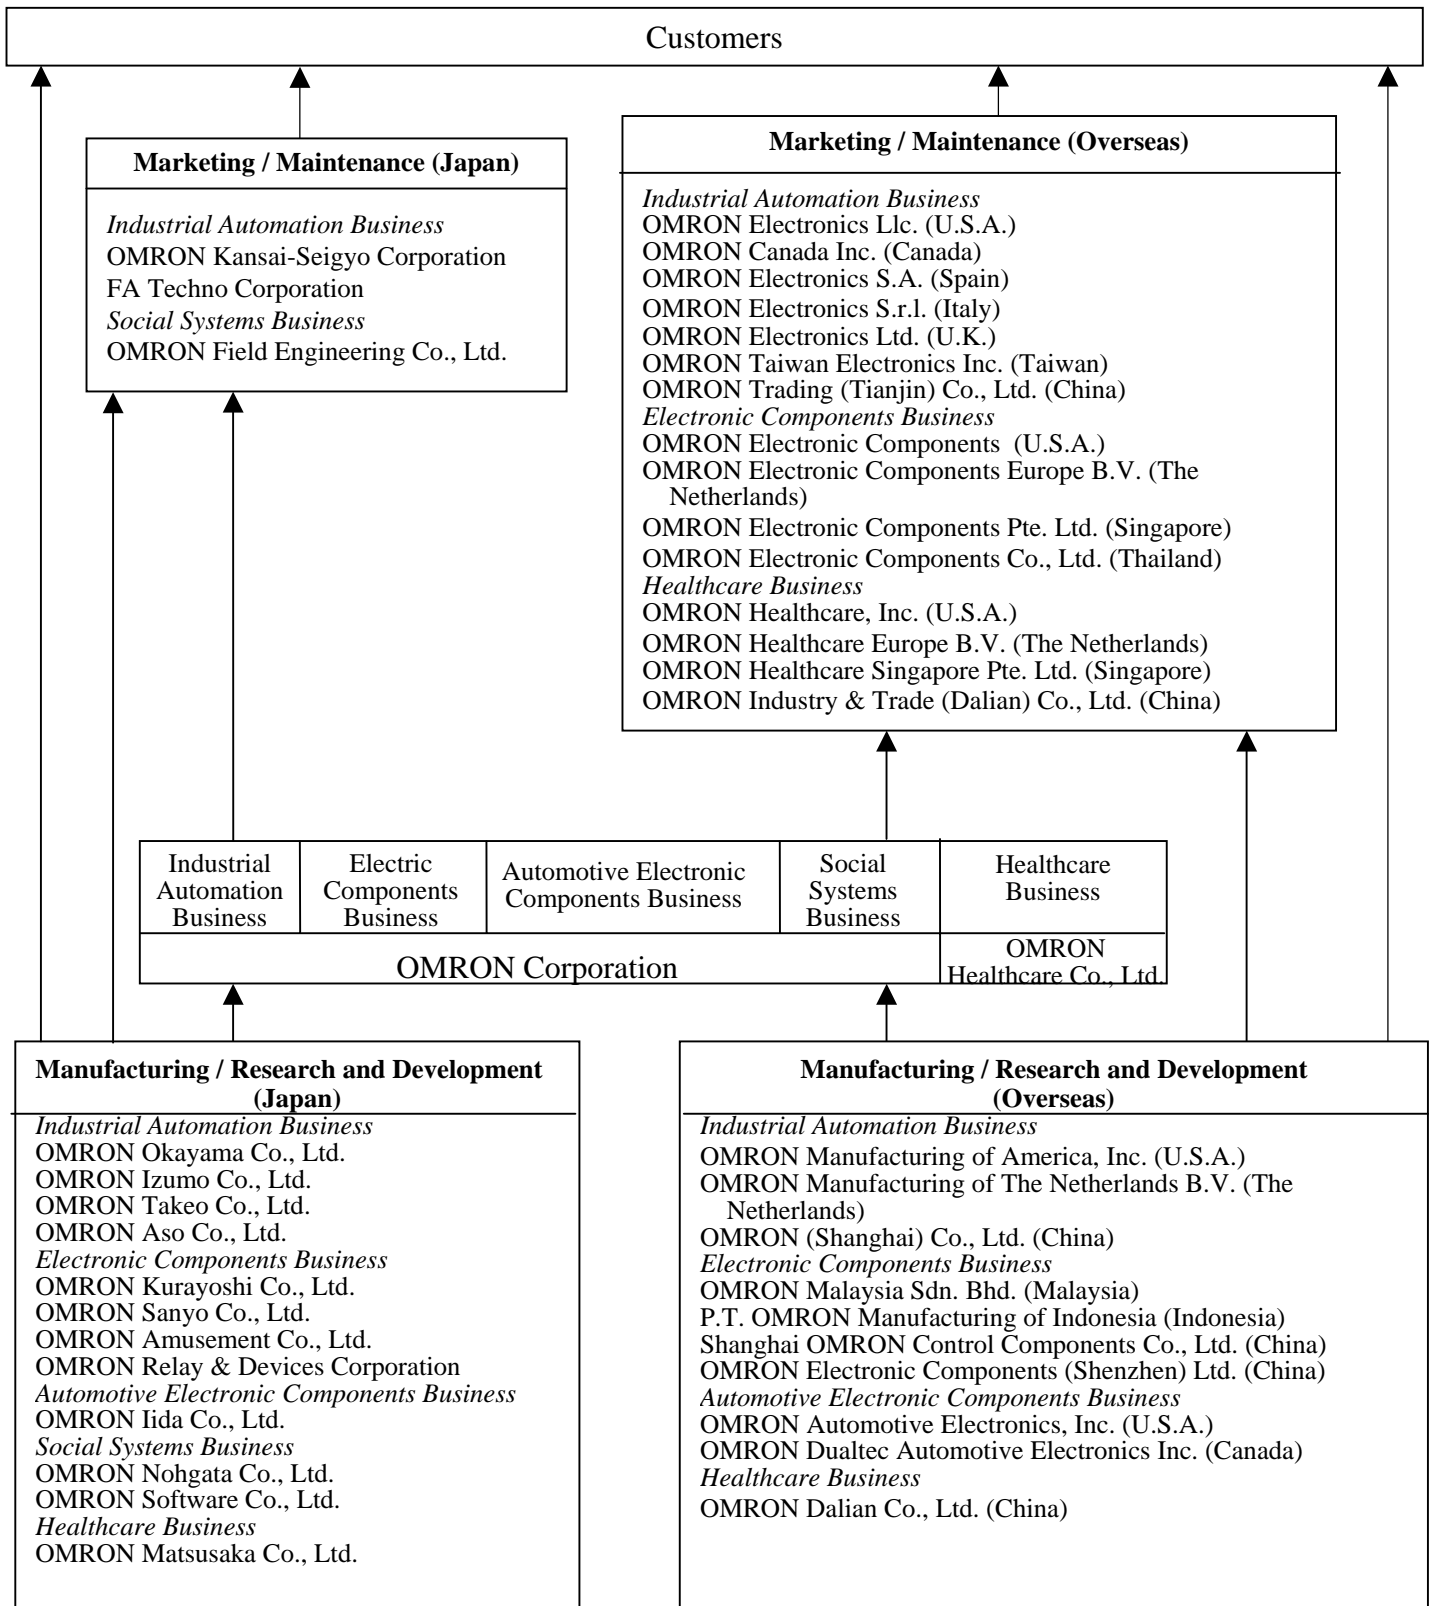 Customers
Marketing / Maintenance (Japan)
Industrial Automation Business
OMRON Kansai-Seigyo Corporation
FA Techno Corporation
Social Systems Business
OMRON Field Engineering Co., Ltd.
Marketing / Maintenance (Overseas)
Industrial Automation Business
OMRON Electronics Llc. (U.S.A.)
OMRON Canada Inc. (Canada)
OMRON Electronics S.A. (Spain)
OMRON Electronics S.r.l. (Italy)
OMRON Electronics Ltd. (U.K.)
OMRON Taiwan Electronics Inc. (Taiwan)
OMRON Trading (Tianjin) Co., Ltd. (China)
Electronic Components Business
OMRON Electronic Components (U.S.A.)
OMRON Electronic Components Europe B.V. (The
Netherlands)
OMRON Electronic Components Pte. Ltd. (Singapore)
OMRON Electronic Components Co., Ltd. (Thailand)
Healthcare Business
OMRON Healthcare, Inc. (U.S.A.)
OMRON Healthcare Europe B.V. (The Netherlands)
OMRON Healthcare Singapore Pte. Ltd. (Singapore)
OMRON Industry & Trade (Dalian) Co., Ltd. (China)
Industrial
Automation
Business
Electric
Components
Business
Automotive Electronic
Components Business
Social
Systems
Business
Healthcare
Business
OMRON Corporation
OMRON
Healthcare Co., Ltd.
Manufacturing / Research and Development
(Japan)
Industrial Automation Business
OMRON Okayama Co., Ltd.
OMRON Izumo Co., Ltd.
OMRON Takeo Co., Ltd.
OMRON Aso Co., Ltd.
Electronic Components Business
OMRON Kurayoshi Co., Ltd.
OMRON Sanyo Co., Ltd.
OMRON Amusement Co., Ltd.
OMRON Relay & Devices Corporation
Automotive Electronic Components Business
OMRON Iida Co., Ltd.
Social Systems Business
OMRON Nohgata Co., Ltd.
OMRON Software Co., Ltd.
Healthcare Business
OMRON Matsusaka Co., Ltd.
Manufacturing / Research and Development
(Overseas)
Industrial Automation Business
OMRON Manufacturing of America, Inc. (U.S.A.)
OMRON Manufacturing of The Netherlands B.V. (The
Netherlands)
OMRON (Shanghai) Co., Ltd. (China)
Electronic Components Business
OMRON Malaysia Sdn. Bhd. (Malaysia)
P.T. OMRON Manufacturing of Indonesia (Indonesia)
Shanghai OMRON Control Components Co., Ltd. (China)
OMRON Electronic Components (Shenzhen) Ltd. (China)
Automotive Electronic Components Business
OMRON Automotive Electronics, Inc. (U.S.A.)
OMRON Dualtec Automotive Electronics Inc. (Canada)
Healthcare Business
OMRON Dalian Co., Ltd. (China)